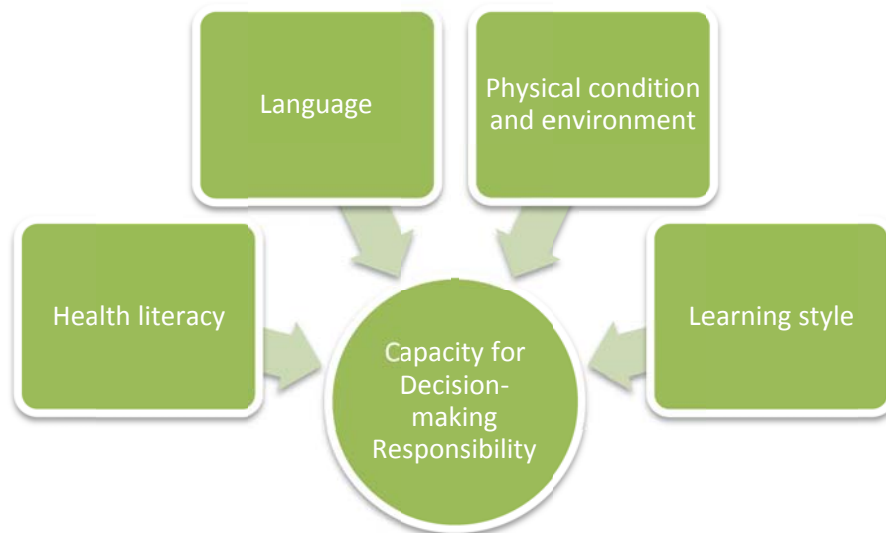 Language
Physical condition
and environment
Health literacy
Learning style
Capacity for
Decision-
making
Responsibility